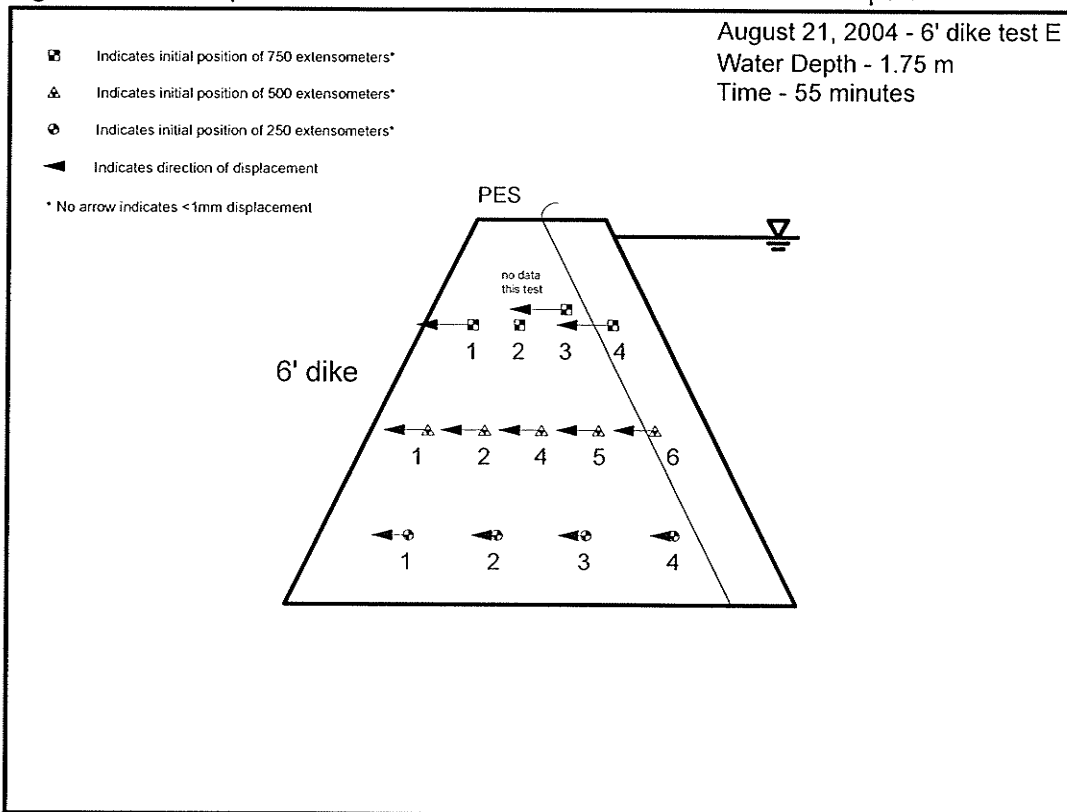 August 21, 2004 - 6' dike test E
Water Depth - 1.75 m
Time - 55 minutes
Indicates initial position of 750 extensometers*
Indicates initial position of 500 extensometers*
Indicates initial position of 250 extensometers*
Indicates direction of displacement
* No arrow indicates <1mm displacement
PES
no data
this test
1 2 3 4
6' dike
1 2 4 5 6
1 2 3 4